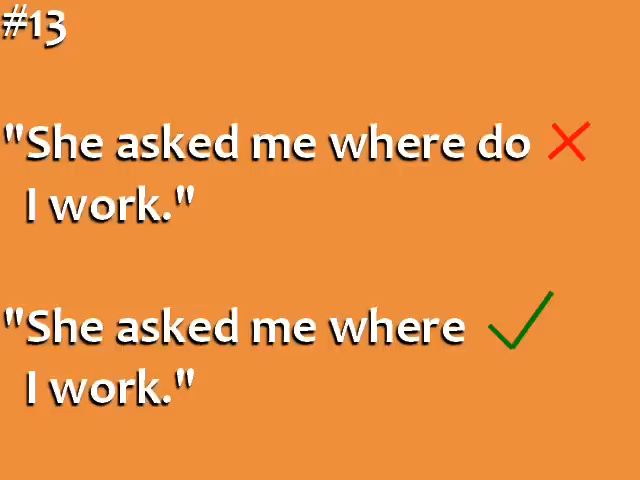 #13
"She asked me where do
I work."
"She asked me where
I work."